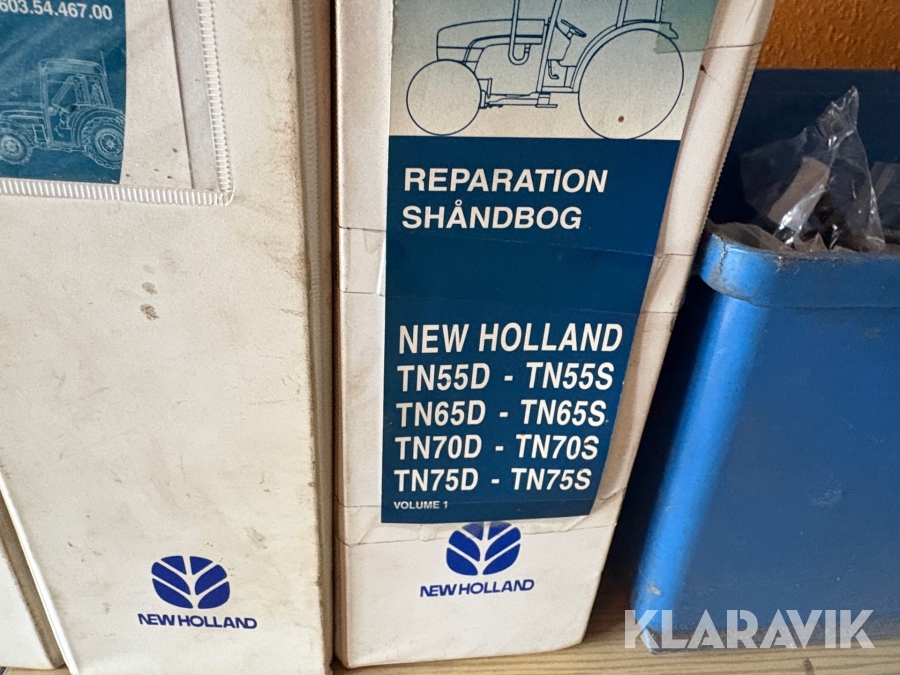 603.54.467.00
NEW HOLLAND
REPARATION
SHÅNDBOG
NEW HOLLAND
TN55D - TN55S
TN65D - TN65S
TN70D - TN70S
TN75D - TN75S
VOLUME 1
NEW HOLLAND
KLARAVIK